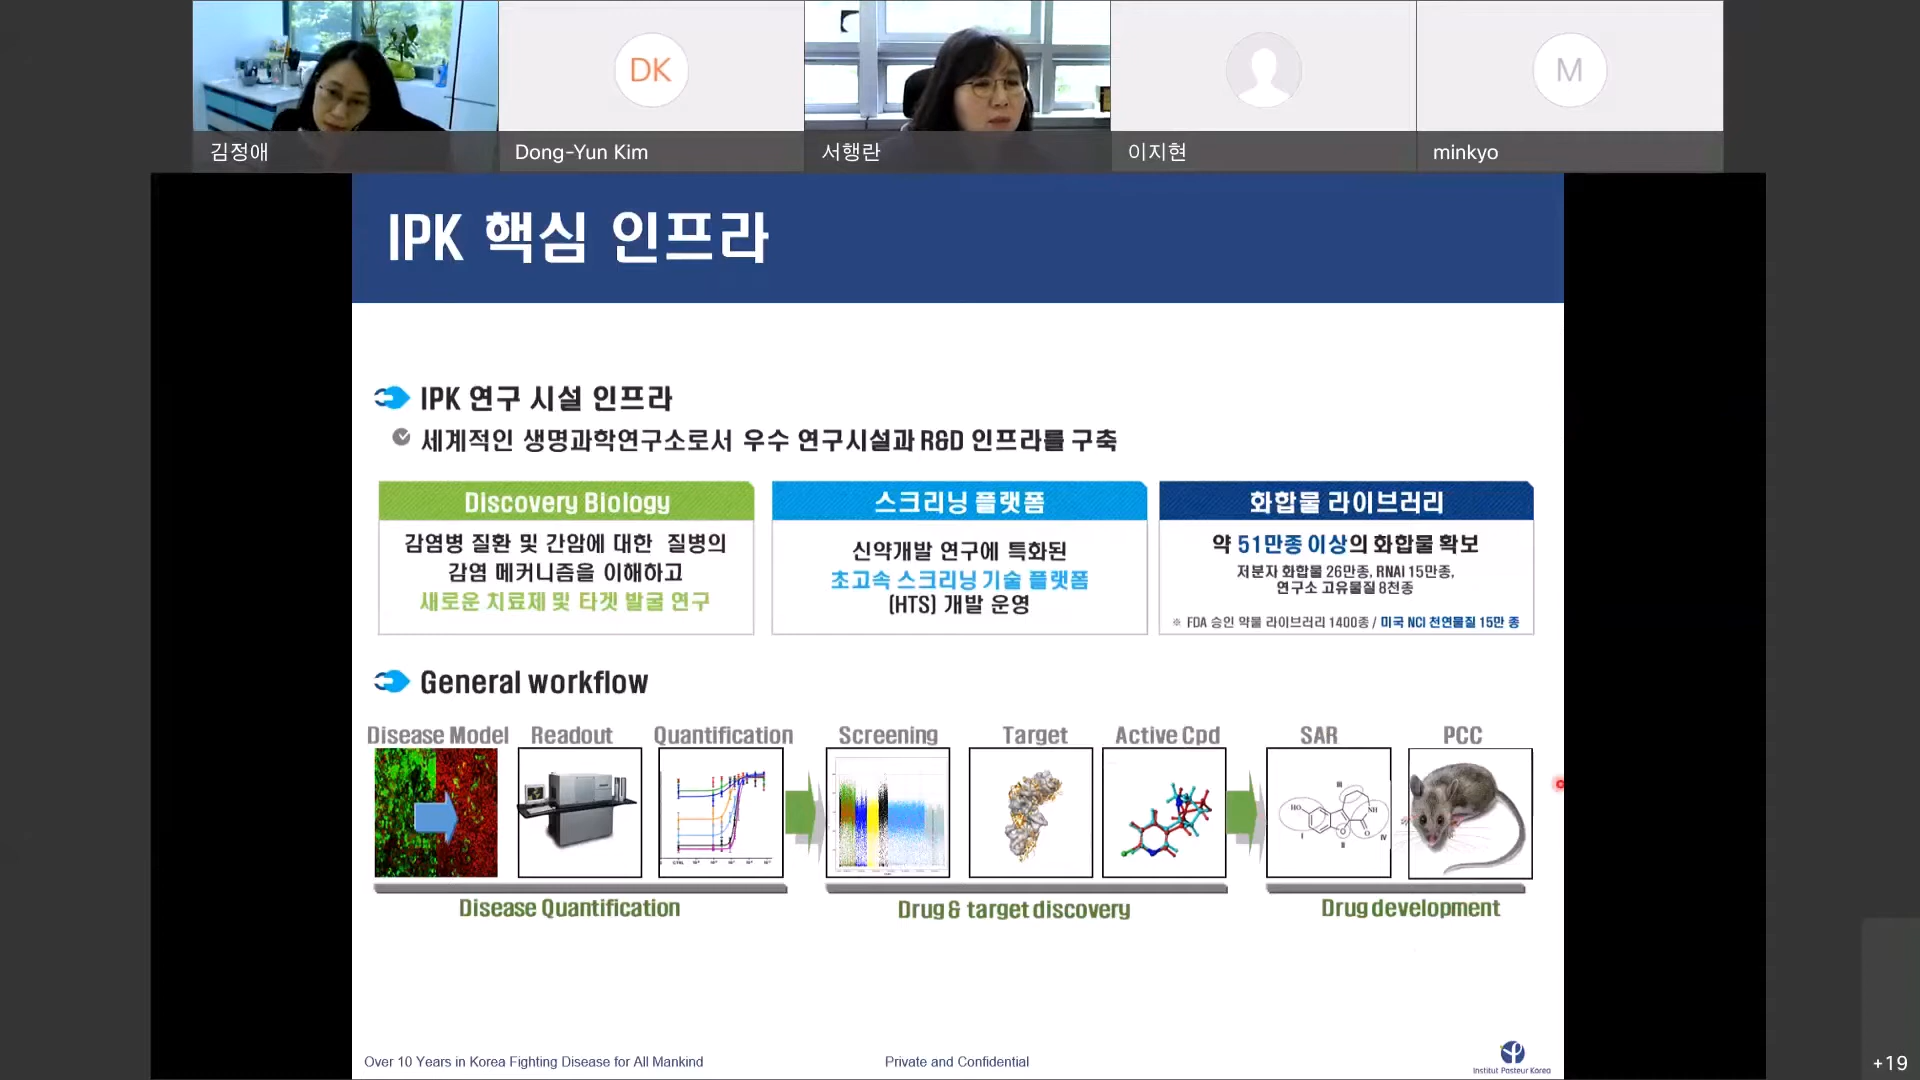 김정애
DK
Dong-Yun Kim
서행란
이지현
M
minkyo
IPK 핵심 인프라
IPK 연구 시설 인프라
세계적인 생명과학연구소로서 우수 연구시설과 R&D 인프라를 구축
Discovery Biology
감염병 질환 및 간암에 대한 질병의
감염 메커니즘을 이해하고
새로운 치료제 및 타겟 발굴 연구
스크리닝 플랫폼
신약개발 연구에 특화된
초고속 스크리닝 기술 플랫폼
(HTS) 개발 운영
화합물 라이브러리
약 51만종 이상의 화합물 확보
저분자 화합물 26만종, RNAI 15만종,
연구소 고유물질 8천종
※ FDA 승인 약물 라이브러리 1400종 / 미국 NCI 천연물질 15만 종
General workflow
Disease Model
Readout
Quantification
Screening
Target
Active Cpd
SAR
PCC
HO
NH
O
O
I
II
III
IV
Disease Quantification
Drug & target discovery
Drug development
Over 10 Years in Korea Fighting Disease for All Mankind
Private and Confidential
Institut Pasteur Korea
+19